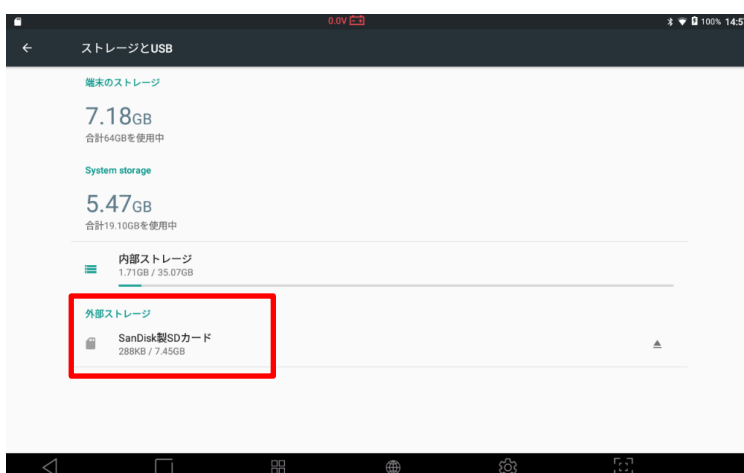 0.0V
100% 14:5
ストレージとUSB
端末のストレージ
7.18GB
合計64GBを使用中
System storage
5.47GB
合計19.10GBを使用中
内部ストレージ
1.71GB / 35.07GB
外部ストレージ
SanDisk製SDカード
288KB / 7.45GB